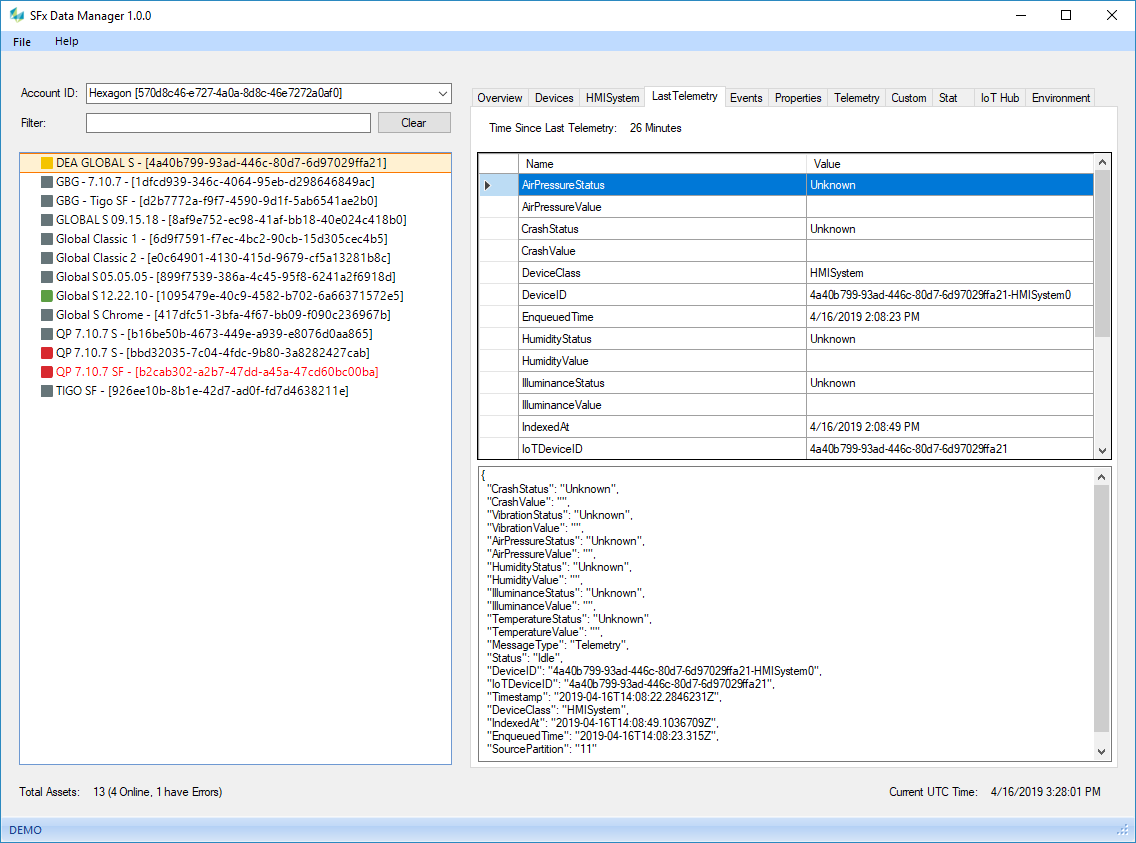 SFx Data Manager 1.0.0
File Help
Account ID: Hexagon [570d8c46-e727-4a0a-8d8c-46e7272a0af0]
Filter: Clear
DEA GLOBAL S - [4a40b799-93ad-446c-80d7-6d97029ffa21]
GBG - 7.10.7 - [1dfcd939-346c-4064-95eb-d298646849ac]
GBG - Tigo SF - [d2b7772a-f9f7-4590-9d1f-5ab6541ae2b0]
GLOBAL S 09.15.18 - [8af9e752-ec98-41af-bb18-40e024c418b0]
Global Classic 1 - [6d9f7591-f7ec-4bc2-90cb-15d305cec4b5]
Global Classic 2 - [e0c64901-4130-415d-9679-cf5a13281b8c]
Global S 05.05.05 - [899f7539-386a-4c45-95f8-6241a2f6918d]
Global S 12.22.10 - [1095479e-40c9-4582-b702-6a66371572e5]
Global S Chrome - [417dfc51-3bfa-4f67-bb09-f090c236967b]
QP 7.10.7 S - [b16be50b-4673-449e-a939-e8076d0aa865]
QP 7.10.7 S - [bbd32035-7c04-4fdc-9b80-3a8282427cab]
QP 7.10.7 SF - [b2cab302-a2b7-47dd-a45a-47cd60bc00ba]
TIGO SF - [926ee10b-8b1e-42d7-ad0f-fd7d4638211e]
Overview Devices HMISystem LastTelemetry Events Properties Telemetry Custom Stat IoT Hub Environment
Time Since Last Telemetry: 26 Minutes
Name Value
AirPressureStatus Unknown
AirPressureValue
CrashStatus Unknown
CrashValue
DeviceClass HMISystem
DeviceID 4a40b799-93ad-446c-80d7-6d97029ffa21-HMISystem0
EnqueuedTime 4/16/2019 2:08:23 PM
HumidityStatus Unknown
HumidityValue
IlluminanceStatus Unknown
IlluminanceValue
IndexedAt 4/16/2019 2:08:49 PM
IoTDeviceID 4a40b799-93ad-446c-80d7-6d97029ffa21
{
"CrashStatus": "Unknown",
"CrashValue": "",
"VibrationStatus": "Unknown",
"VibrationValue": "",
"AirPressureStatus": "Unknown",
"AirPressureValue": "",
"HumidityStatus": "Unknown",
"HumidityValue": "",
"IlluminanceStatus": "Unknown",
"IlluminanceValue": "",
"TemperatureStatus": "Unknown",
"TemperatureValue": "",
"MessageType": "Telemetry",
"Status": "Idle",
"DeviceID": "4a40b799-93ad-446c-80d7-6d97029ffa21-HMISystem0",
"IoTDeviceID": "4a40b799-93ad-446c-80d7-6d97029ffa21",
"Timestamp": "2019-04-16T14:08:22.2846231Z",
"DeviceClass": "HMISystem",
"IndexedAt": "2019-04-16T14:08:49.1036709Z",
"EnqueuedTime": "2019-04-16T14:08:23.315Z",
"SourcePartition": "11"
Total Assets: 13 (4 Online, 1 have Errors)
Current UTC Time: 4/16/2019 3:28:01 PM
DEMO